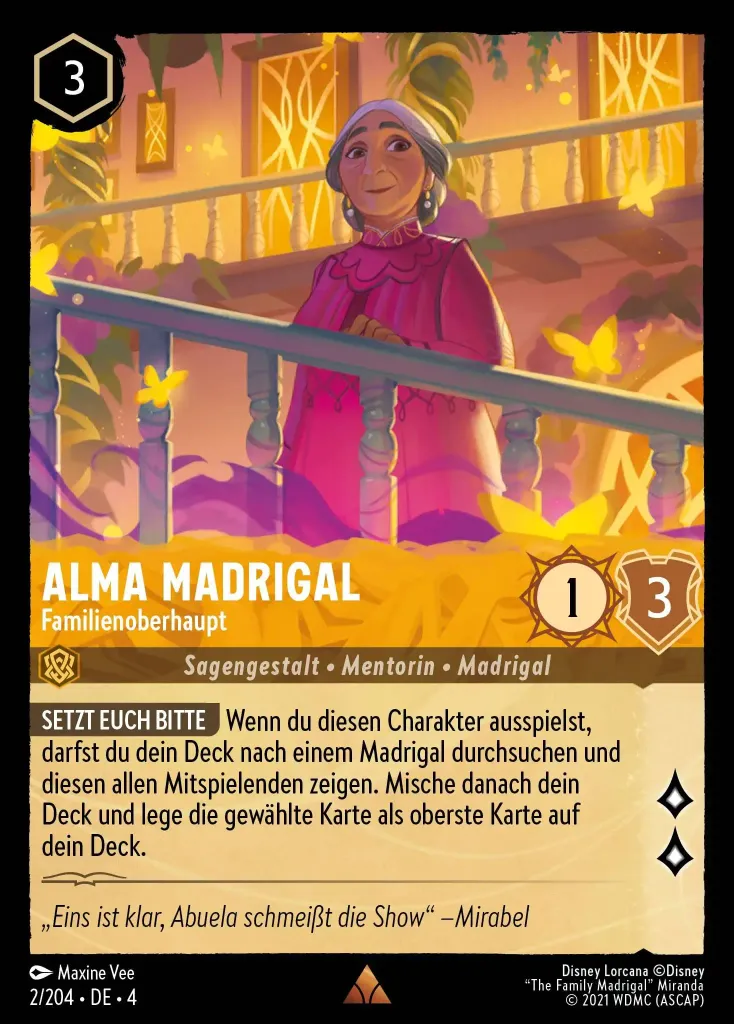 3
ALMA MADRIGAL
Familienoberhaupt
1
3
Sagengestalt • Mentorin • Madrigal
SETZT EUCH BITTE Wenn du diesen Charakter ausspielst,
darfst du dein Deck nach einem Madrigal durchsuchen und
diesen allen Mitspielenden zeigen. Mische danach dein
Deck und lege die gewählte Karte als oberste Karte auf
dein Deck.
„Eins ist klar, Abuela schmeißt die Show“ –Mirabel
Maxine Vee
2/204 • DE • 4
Disney Lorcana ©Disney
“The Family Madrigal” Miranda
© 2021 WDMC (ASCAP)